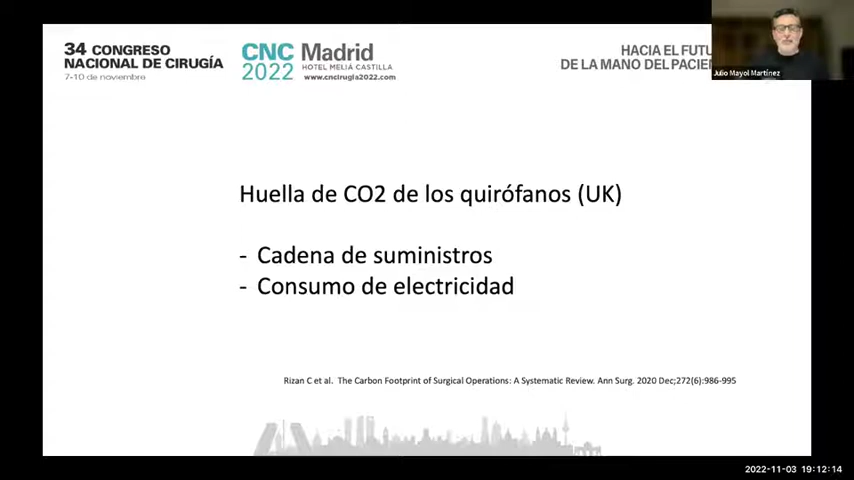 34 CONGRESO
NACIONAL DE CIRUGÍA
7-10 de noviembre
CNC
2022
Madrid
HOTEL MELIÁ CASTILLA
www.cncirugia2022.com
HACIA EL FUTU
DE LA MANO DEL PACIEN
Julio Mayol Martínez
Huella de CO2 de los quirófanos (UK)
- Cadena de suministros
- Consumo de electricidad
Rizan C et al. The Carbon Footprint of Surgical Operations: A Systematic Review. Ann Surg. 2020 Dec;272(6):986-995
2022-11-03 19:12:14